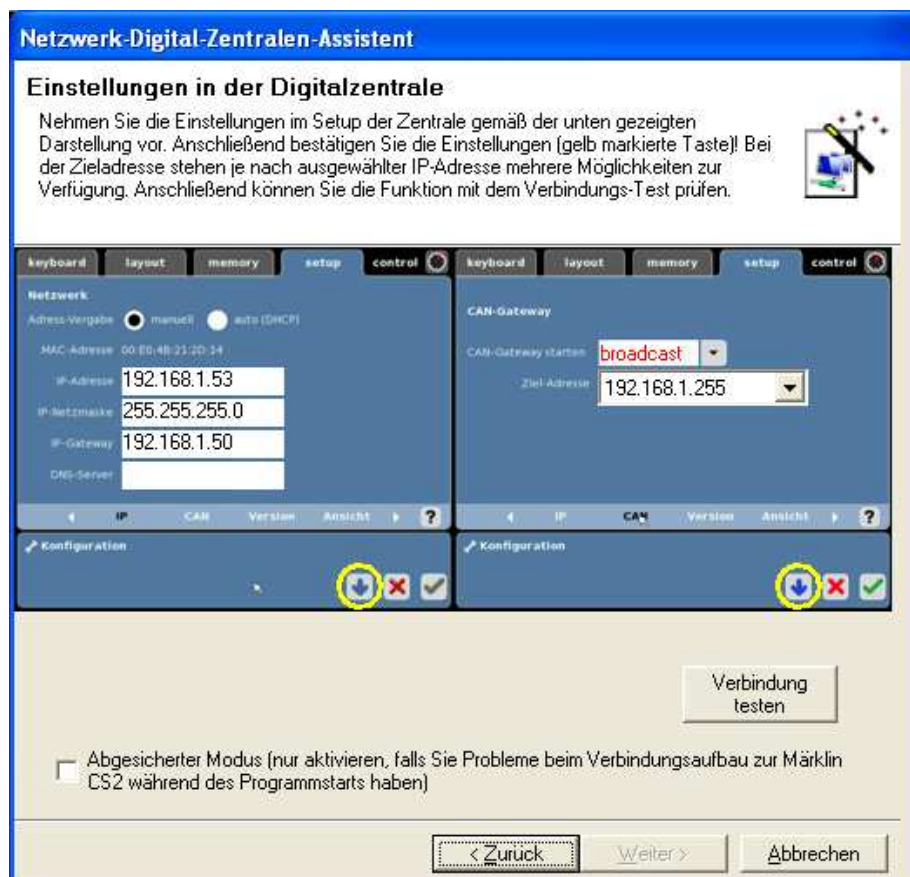 Netzwerk-Digital-Zentralen-Assistent
Einstellungen in der Digitalzentrale
Nehmen Sie die Einstellungen im Setup der Zentrale gemäß der unten gezeigten
Darstellung vor. Anschließend bestätigen Sie die Einstellungen (gelb markierte Taste)! Bei
der Zieladresse stehen je nach ausgewählter IP-Adresse mehrere Möglichkeiten zur
Verfügung. Anschließend können Sie die Funktion mit dem Verbindungs-Test prüfen.
keyboard layout memory setup control
Netzwerk
Adress-Vergabe manuell auto (DHCP)
MAC-Adresse 00:E0:4B:21:2D:14
IP-Adresse 192.168.1.53
IP-Netzmaske 255.255.255.0
IP-Gateway 192.168.1.50
DNS-Server
IP CAN Version Ansicht ?
Konfiguration
keyboard layout memory setup control
CAN-Gateway
CAN-Gateway starten broadcast
Ziel-Adresse 192.168.1.255
IP CAN Version Ansicht ?
Konfiguration
Verbindung
testen
Abgesicherter Modus (nur aktivieren, falls Sie Probleme beim Verbindungsaufbau zur Märklin
CS2 während des Programmstarts haben)
< Zurück Weiter > Abbrechen